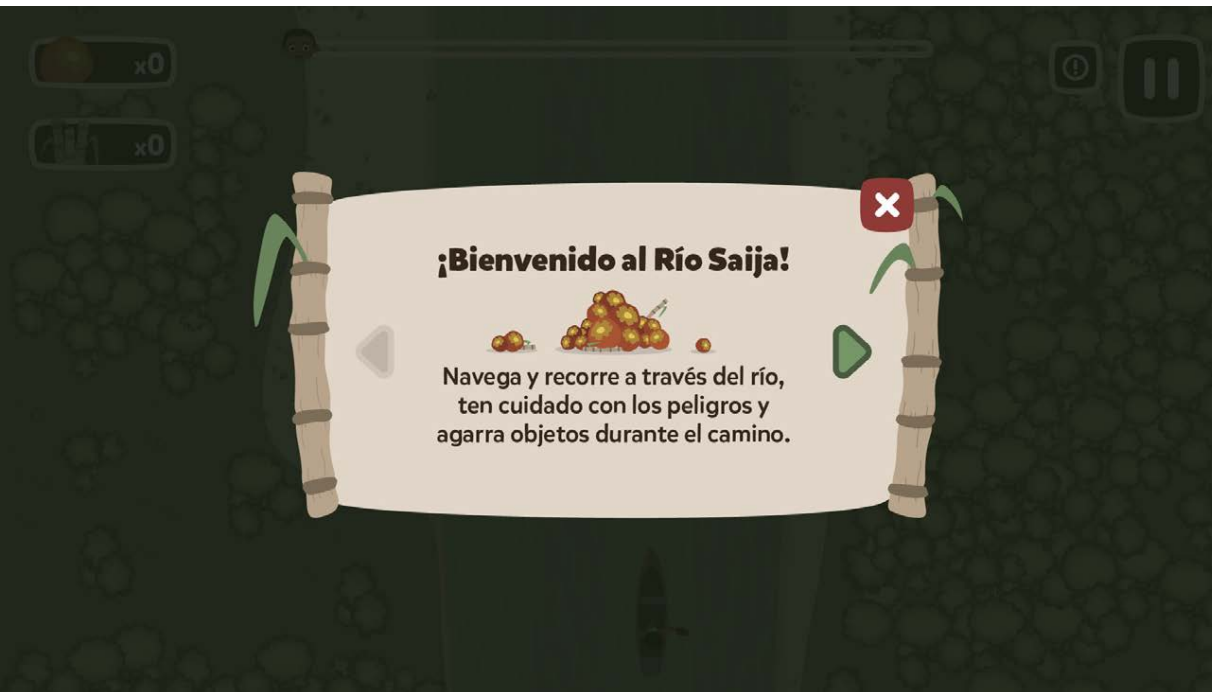 x0
x0
¡Bienvenido al Río Saija!
Navega y recorre a través del río,
ten cuidado con los peligros y
agarra objetos durante el camino.